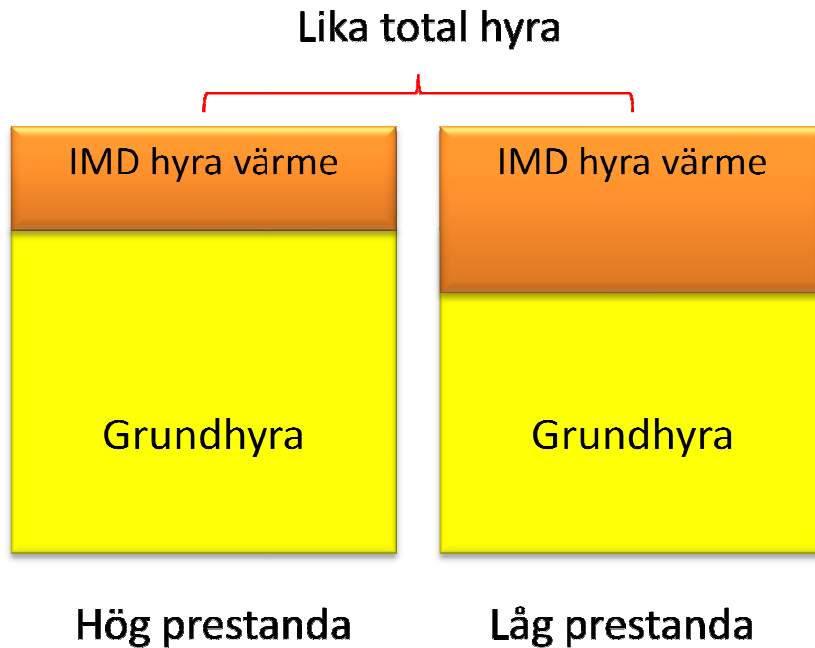 Lika total hyra
IMD hyra värme
IMD hyra värme
Grundhyra
Grundhyra
Hög prestanda
Låg prestanda